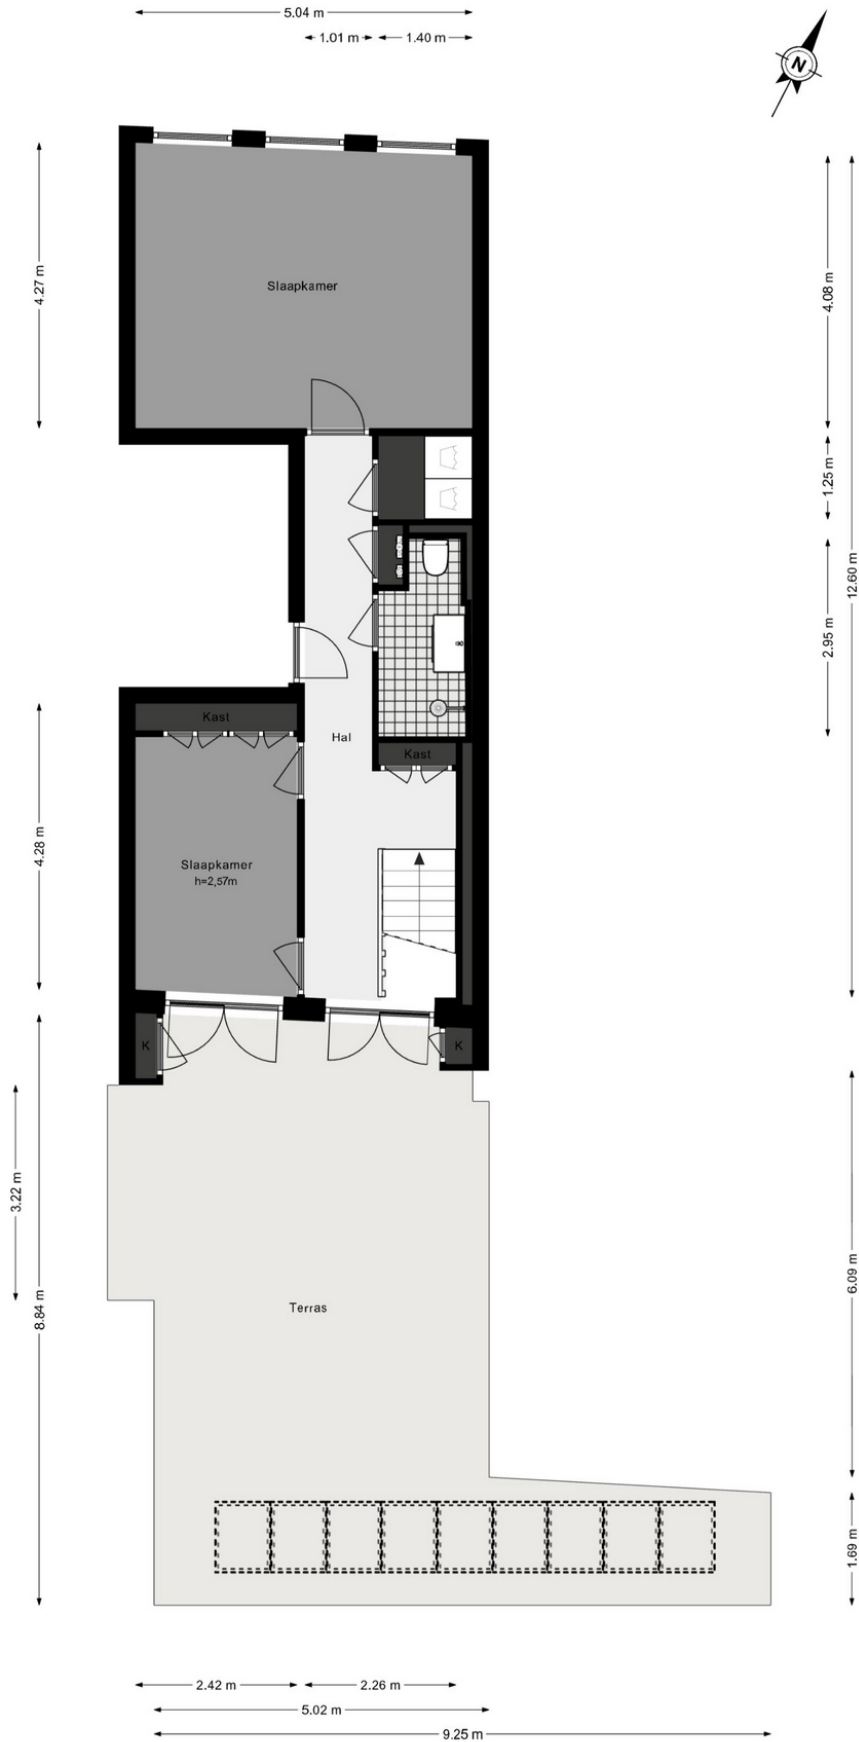 5.04 m
1.01 m
1.40 m
N
4.27 m
4.08 m
Slaapkamer
1.25 m
12.60 m
2.95 m
Kast
Hal
Kast
4.28 m
Slaapkamer
h=2,57m
K
K
3.22 m
8.84 m
6.09 m
Terras
1.69 m
2.42 m
2.26 m
5.02 m
9.25 m